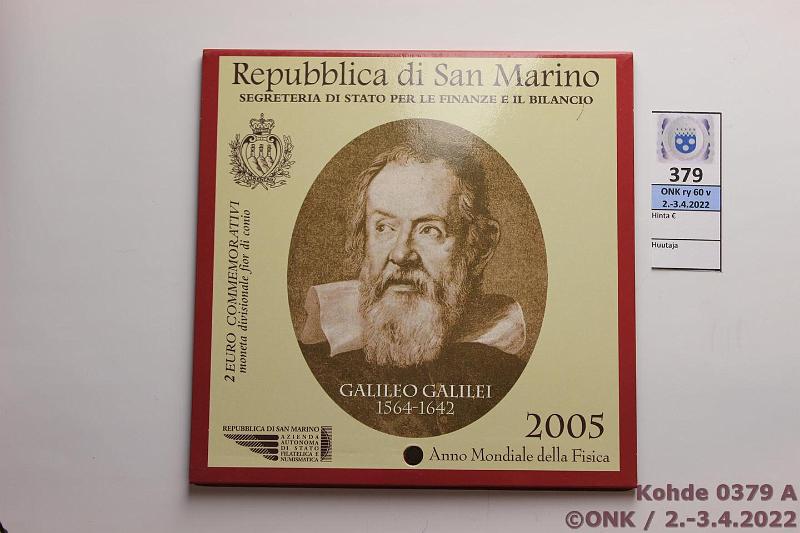 Repubblica di San Marino
SEGRETERIA DI STATO PER LE FINANZE E IL BILANCIO
2 EURO COMMEMORATIVI
moneta divisionale fior di conio
GALILEO GALILEI
1564-1642
REPUBBLICA DI SAN MARINO
AZIENDA
AUTONOMA
DI STATO
FILATELICA E
NUMISMATICA
2005
Anno Mondiale della Fisica
379
ONK ry 60 v
2.-3.4.2022
Hinta €
Huutaja
Kohde 0379 A
©ONK / 2.-3.4.2022